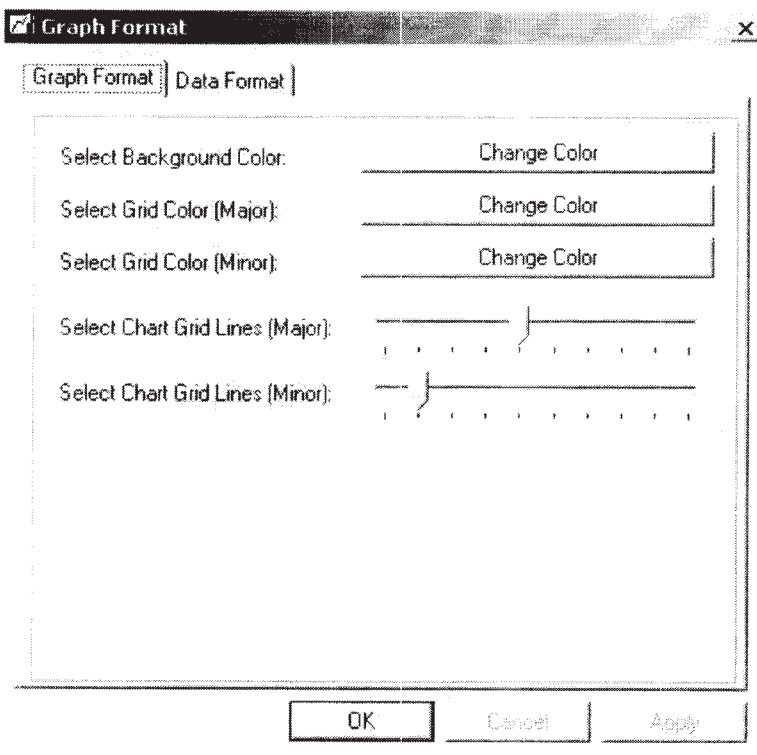 Graph Format
Graph Format Data Format
Select Background Color: Change Color
Select Grid Color (Major): Change Color
Select Grid Color (Minor): Change Color
Select Chart Grid Lines (Major):
Select Chart Grid Lines (Minor):
OK Cancel Apply